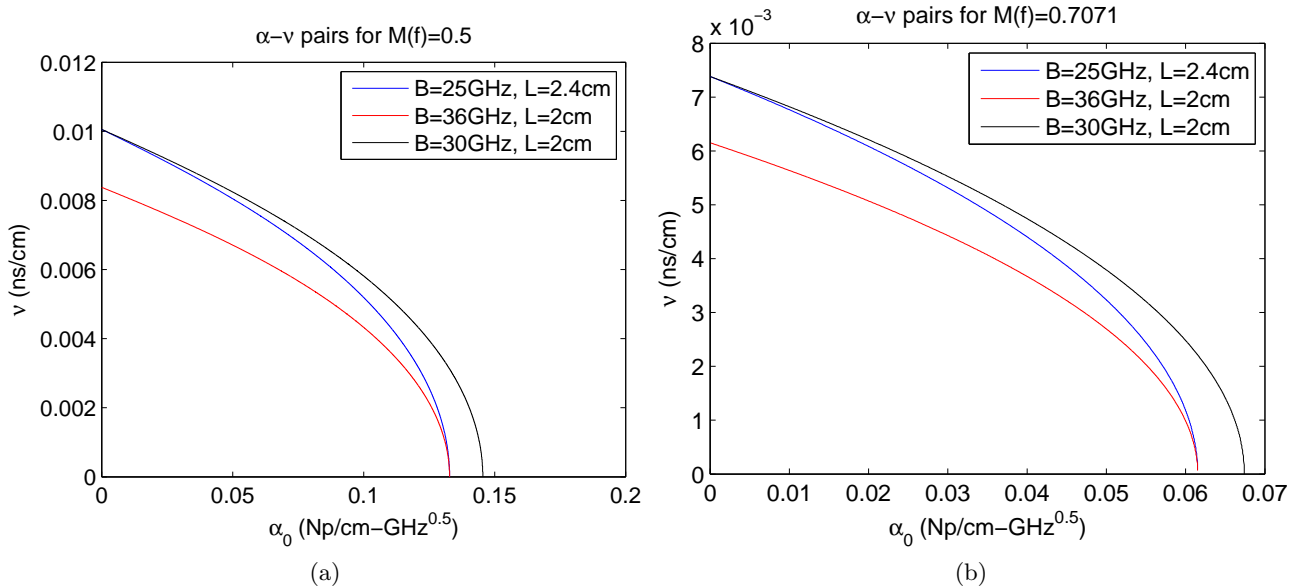 α−ν pairs for M(f)=0.5
0.012
0.01
0.008
0.006
0.004
0.002
0
ν (ns/cm)
B=25GHz, L=2.4cm
B=36GHz, L=2cm
B=30GHz, L=2cm
0 0.05 0.1 0.15 0.2
α₀ (Np/cm−GHz^0.5)
(a)
α−ν pairs for M(f)=0.7071
x 10⁻³
8
7
6
5
4
3
2
1
0
ν (ns/cm)
B=25GHz, L=2.4cm
B=36GHz, L=2cm
B=30GHz, L=2cm
0 0.01 0.02 0.03 0.04 0.05 0.06 0.07
α₀ (Np/cm−GHz^0.5)
(b)